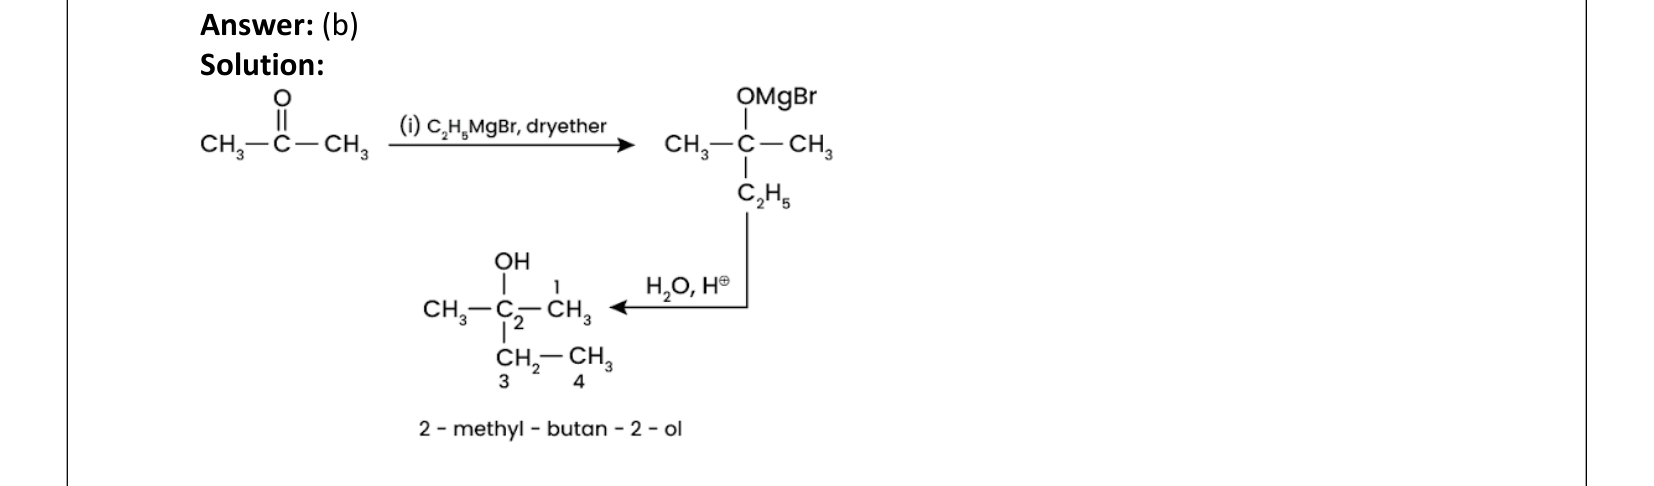 Answer: (b)
Solution:
O
CH₃—C—CH₃
(i) C₂H₅MgBr, dryether
OMgBr
CH₃—C—CH₃
C₂H₅
H₂O, H⊕
OH
1
CH₃—C—CH₃
2
CH₂—CH₃
3 4
2 - methyl - butan - 2 - ol